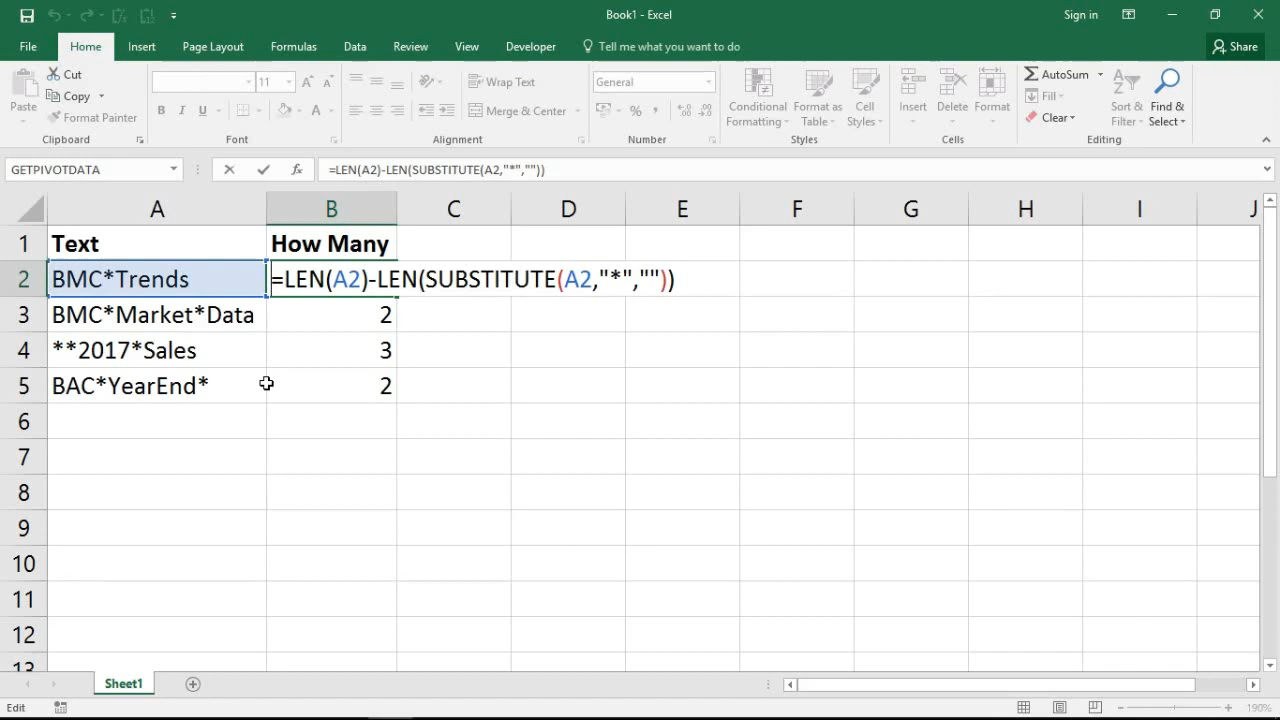 Book1 - Excel
Sign in
File Home Insert Page Layout Formulas Data Review View Developer Tell me what you want to do Share
Paste
Cut
Copy
Format Painter
Clipboard
11
B I U A
Font
Wrap Text
Merge & Center
Alignment
General
%
Number
Conditional Formatting
Format as Table
Cell Styles
Styles
Insert Delete Format
Cells
AutoSum
Fill
Clear
Sort & Filter
Find & Select
Editing
GETPIVOTDATA fx =LEN(A2)-LEN(SUBSTITUTE(A2,"*",""))
A B C D E F G H I J
1 Text How Many
2 BMC*Trends =LEN(A2)-LEN(SUBSTITUTE(A2,"*",""))
3 BMC*Market*Data 2
4 **2017*Sales 3
5 BAC*YearEnd* 2
6
7
8
9
10
11
12
13
Sheet1
Edit 190%